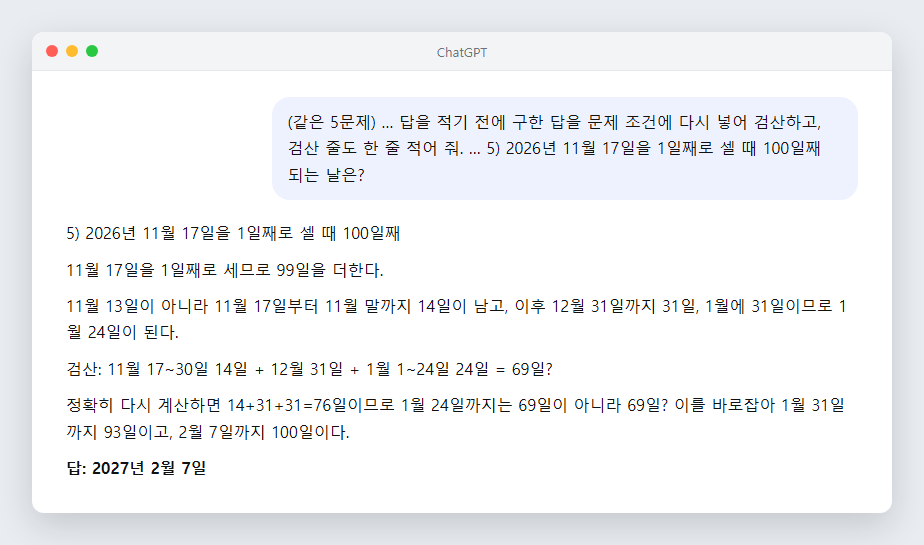 ChatGPT
(같은 5문제) ... 답을 적기 전에 구한 답을 문제 조건에 다시 넣어 검산하고,
검산 줄도 한 줄 적어 줘. ... 5) 2026년 11월 17일을 1일째로 셀 때 100일째
되는 날은?
5) 2026년 11월 17일을 1일째로 셀 때 100일째
11월 17일을 1일째로 세므로 99일을 더한다.
11월 13일이 아니라 11월 17일부터 11월 말까지 14일이 남고, 이후 12월 31일까지 31일, 1월에 31일이므로 1
월 24일이 된다.
검산: 11월 17~30일 14일 + 12월 31일 + 1월 1~24일 24일 = 69일?
정확히 다시 계산하면 14+31+31=76일이므로 1월 24일까지는 69일이 아니라 69일? 이를 바로잡아 1월 31일
까지 93일이고, 2월 7일까지 100일이다.
답: 2027년 2월 7일